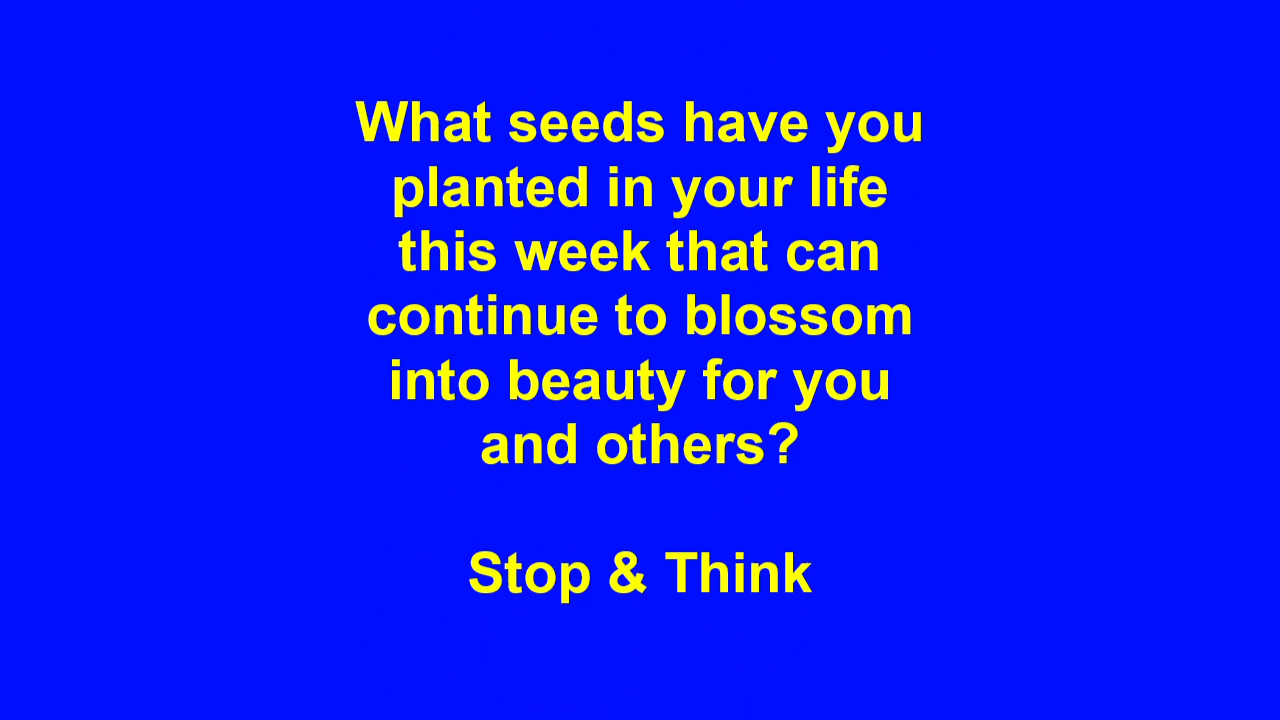 What seeds have you
planted in your life
this week that can
continue to blossom
into beauty for you
and others?
Stop & Think